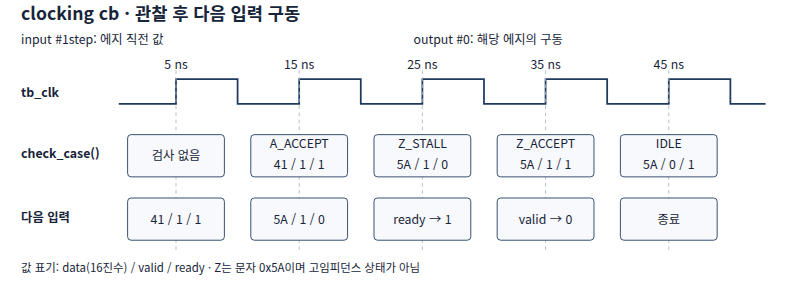 clocking cb · 관찰 후 다음 입력 구동
input #1step: 에지 직전 값 output #0: 해당 에지의 구동
5 ns 15 ns 25 ns 35 ns 45 ns
tb_clk
check_case() 검사 없음 A_ACCEPT Z_STALL Z_ACCEPT IDLE
41 / 1 / 1 5A / 1 / 0 5A / 1 / 1 5A / 0 / 1
다음 입력 41 / 1 / 1 5A / 1 / 0 ready → 1 valid → 0 종료
값 표기: data(16진수) / valid / ready · Z는 문자 0x5A이며 고임피던스 상태가 아님